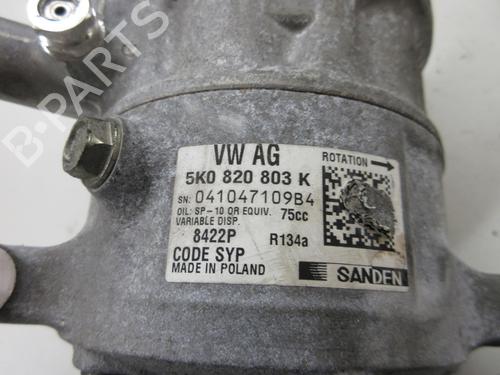 VW AG
ROTATION
5K0 820 803 K
SN: 041047109B4
OIL: SP-10 OR EQUIV. 75cc
VARIABLE DISP.
8422P R134a
CODE SYP
MADE IN POLAND
SANDEN
B-PARTS